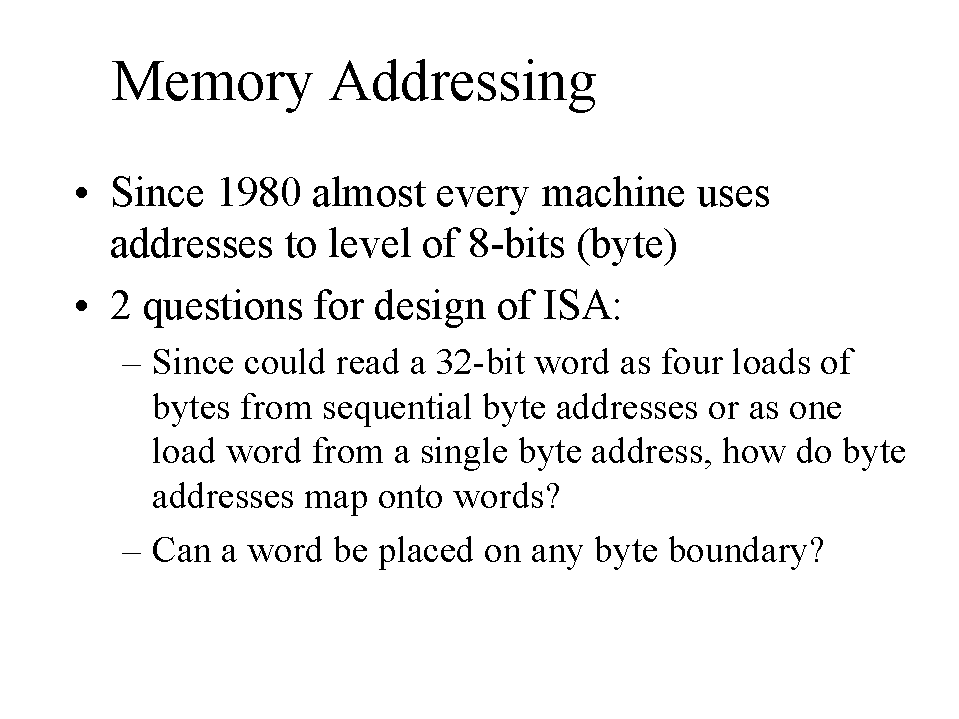 Memory Addressing
• Since 1980 almost every machine uses
addresses to level of 8-bits (byte)
• 2 questions for design of ISA:
– Since could read a 32-bit word as four loads of
bytes from sequential byte addresses or as one
load word from a single byte address, how do byte
addresses map onto words?
– Can a word be placed on any byte boundary?